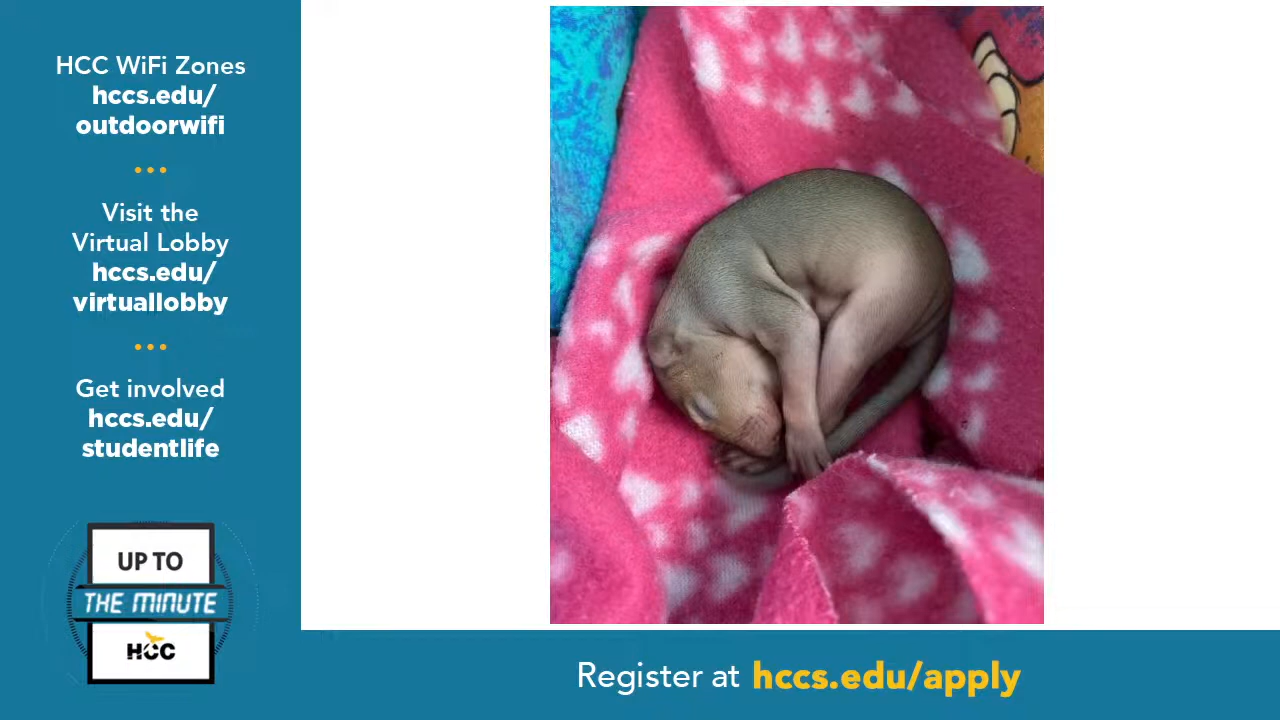 HCC WiFi Zones
hccs.edu/
outdoorwifi
Visit the
Virtual Lobby
hccs.edu/
virtuallobby
Get involved
hccs.edu/
studentlife
UP TO
THE MINUTE
HCC
Register at hccs.edu/apply